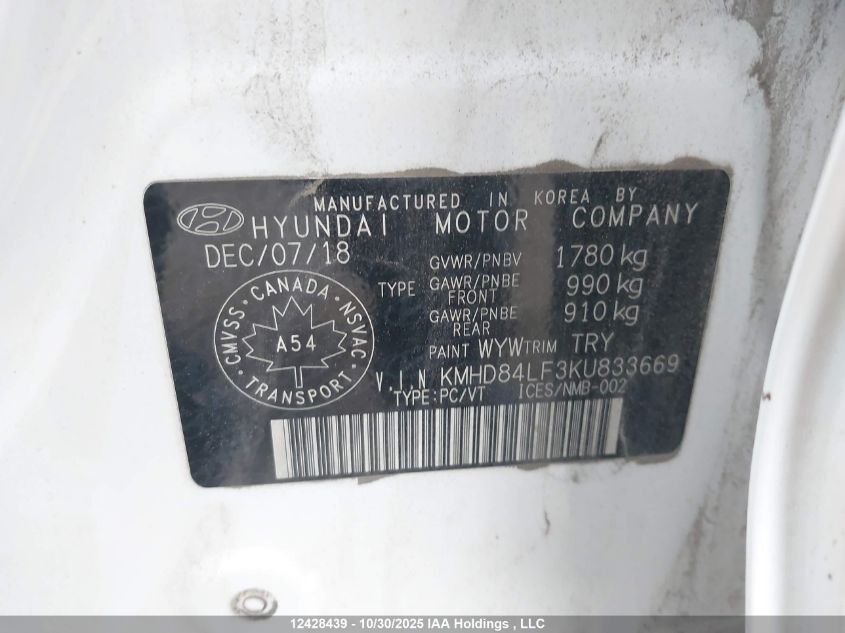 MANUFACTURED IN KOREA BY
HYUNDAI MOTOR COMPANY
DEC/07/18
GVWR/PNBV 1780 kg
TYPE GAWR/PNBE FRONT 990 kg
GAWR/PNBE REAR 910 kg
PAINT WYW TRIM TRY
V.I.N KMHD84LF3KU833669
TYPE:PC/VT ICES/NMB-002
CMVSS · CANADA · NSVAC
A54
TRANSPORT
12428439 - 10/30/2025 IAA Holdings , LLC